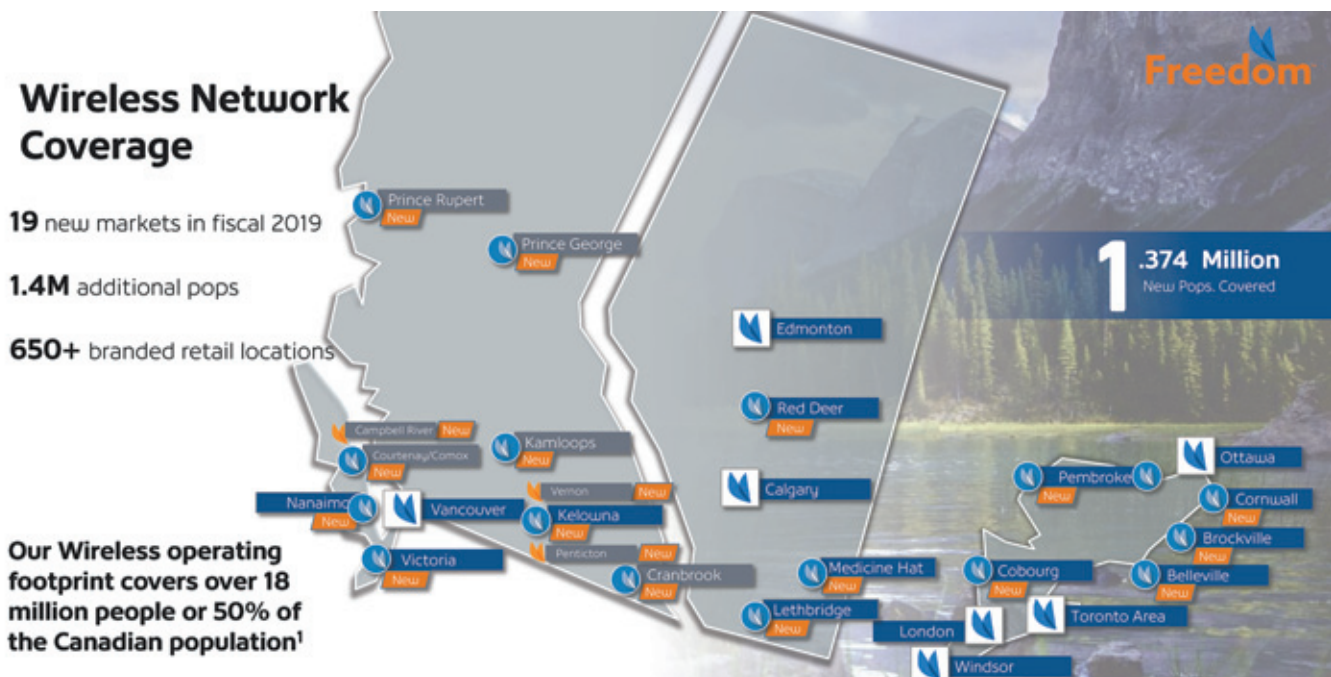 Wireless Network
Coverage
19 new markets in fiscal 2019
1.4M additional pops
650+ branded retail locations
Our Wireless operating
footprint covers over 18
million people or 50% of
the Canadian population¹
Freedom
1.374 Million
New Pops. Covered
Prince Rupert
New
Prince George
New
Edmonton
Red Deer
New
Calgary
Campbell River New
Courtenay/Comox
New
Kamloops
New
Nanaimo
New
Vancouver
Vernon New
Kelowna
New
Penticton New
Victoria
New
Cranbrook
New
Medicine Hat
New
Lethbridge
New
Pembroke
New
Ottawa
Cornwall
New
Brockville
New
Belleville
New
Cobourg
New
Toronto Area
London
Windsor